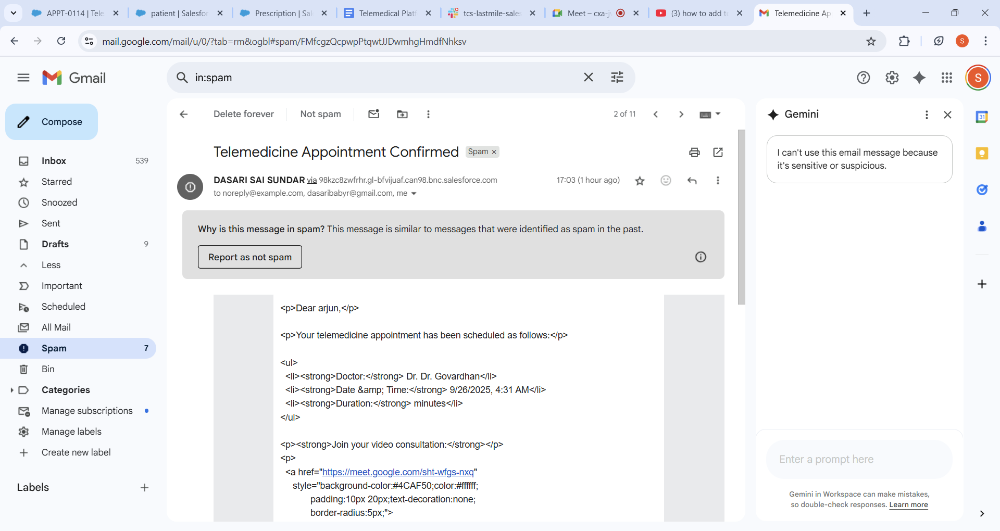 APPT-0114 | Tele
patient | Salesfor
Prescription | Sal
Telemedical Platf
tcs-lastmile-sales
Meet – cxa-jv
(3) how to add to
Telemedicine Ap
mail.google.com/mail/u/0/?tab=rm&ogbl#spam/FMfcgzQcpwpPtqwtJJDwmhgHmdfNhksv
S
Gmail
in:spam
S
Compose
Inbox 539
Starred
Snoozed
Sent
Drafts 9
Less
Important
Scheduled
All Mail
Spam 7
Bin
Categories
Manage subscriptions
Manage labels
Create new label
Labels
Delete forever
Not spam
2 of 11
Telemedicine Appointment Confirmed
Spam ×
DASARI SAI SUNDAR via 98kzc8zwfrhr.gl-bfvijuaf.can98.bnc.salesforce.com
17:03 (1 hour ago)
to noreply@example.com, dasaribabyr@gmail.com, me
Why is this message in spam? This message is similar to messages that were identified as spam in the past.
Report as not spam
<p>Dear arjun,</p>
<p>Your telemedicine appointment has been scheduled as follows:</p>
<ul>
<li><strong>Doctor:</strong> Dr. Dr. Govardhan</li>
<li><strong>Date &amp; Time:</strong> 9/26/2025, 4:31 AM</li>
<li><strong>Duration:</strong> minutes</li>
</ul>
<p><strong>Join your video consultation:</strong></p>
<p>
<a href="https://meet.google.com/sht-wfgs-nxq"
style="background-color:#4CAF50;color:#ffffff;
padding:10px 20px;text-decoration:none;
border-radius:5px;">
Gemini
I can't use this email message because
it's sensitive or suspicious.
Enter a prompt here
Gemini in Workspace can make mistakes,
so double-check responses. Learn more
31